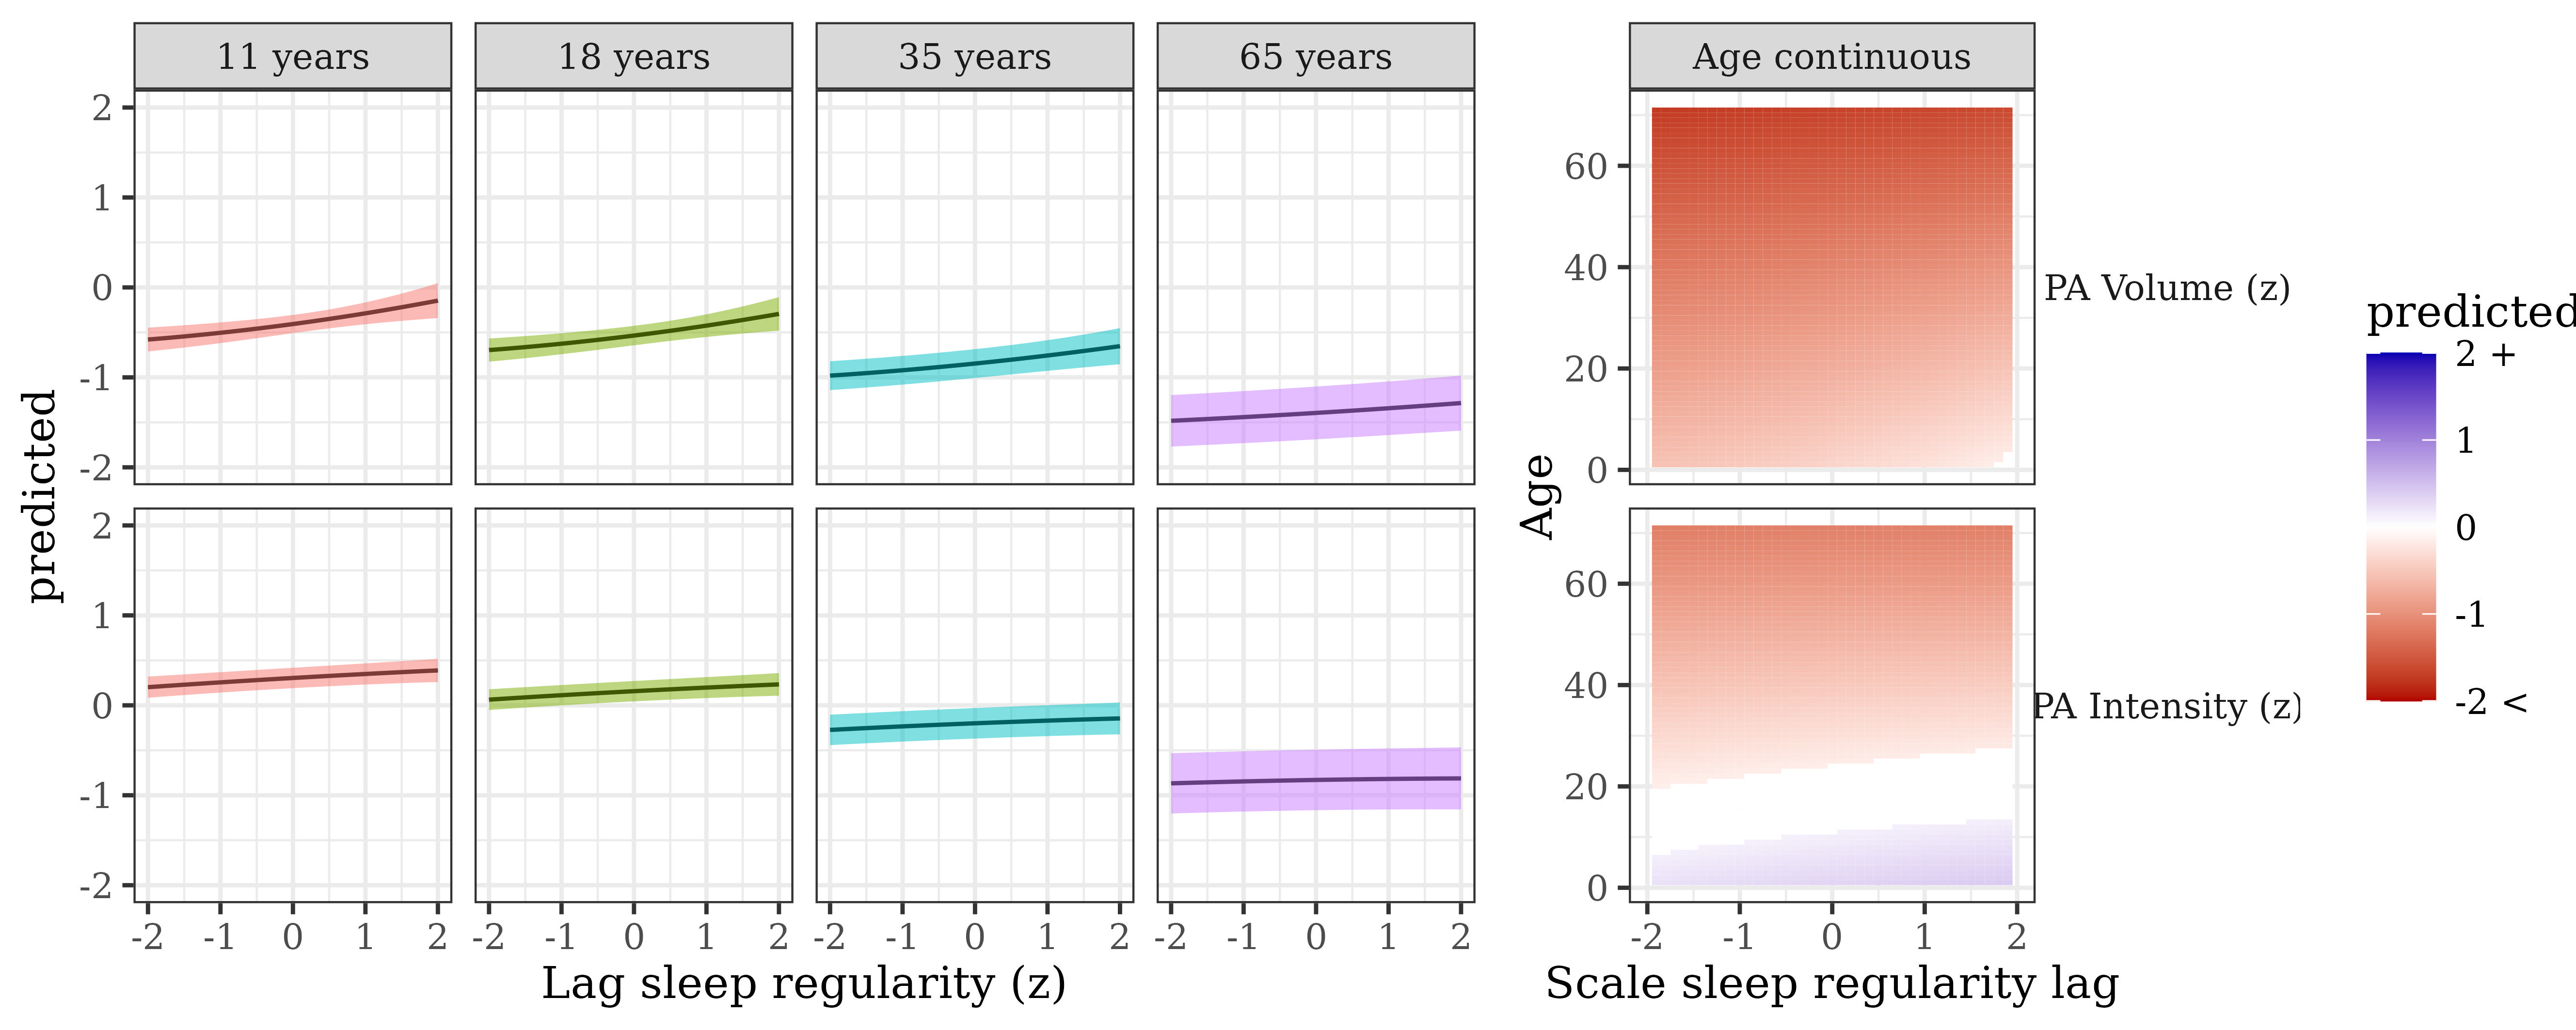 11 years 18 years 35 years 65 years Age continuous
2
1
0
-1
-2
60
40
20
0
PA Volume (z)
predicted
2 +
1
0
-1
-2 <
predicted
Age
2
1
0
-1
-2
60
40
20
0
PA Intensity (z)
-2 -1 0 1 2 -2 -1 0 1 2 -2 -1 0 1 2 -2 -1 0 1 2 -2 -1 0 1 2
Lag sleep regularity (z) Scale sleep regularity lag